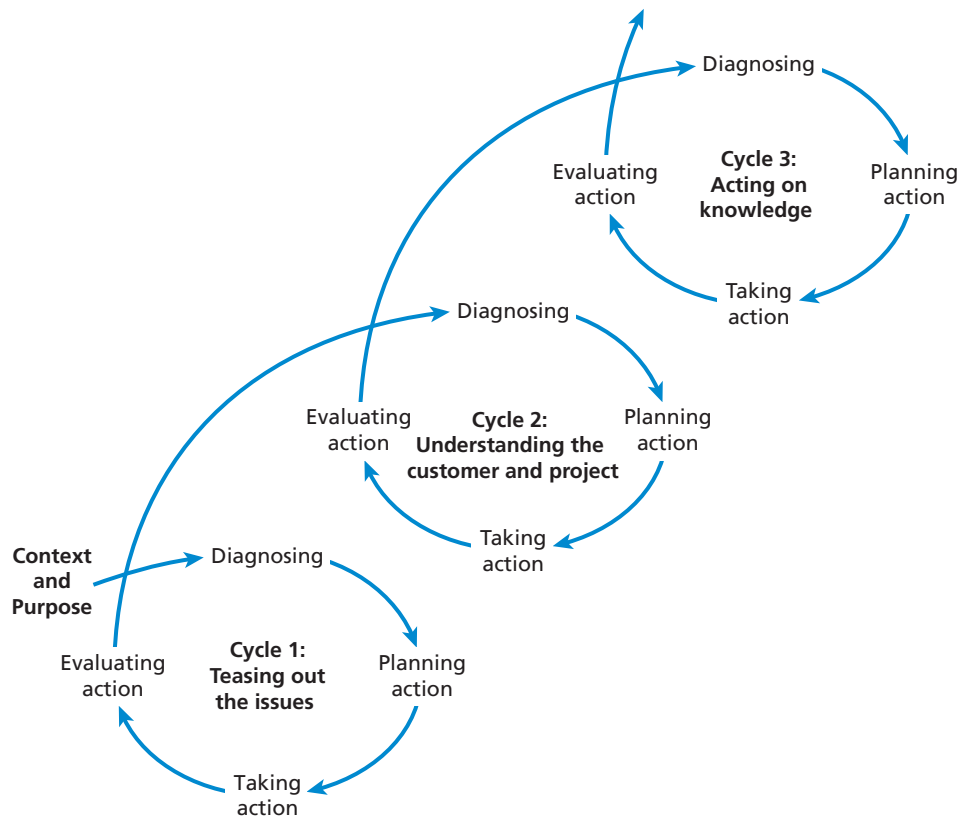 Diagnosing
Cycle 3:
Acting on
knowledge
Evaluating
action
Planning
action
Taking
action
Diagnosing
Cycle 2:
Understanding the
customer and project
Evaluating
action
Planning
action
Taking
action
Context
and
Purpose
Diagnosing
Cycle 1:
Teasing out
the issues
Evaluating
action
Planning
action
Taking
action